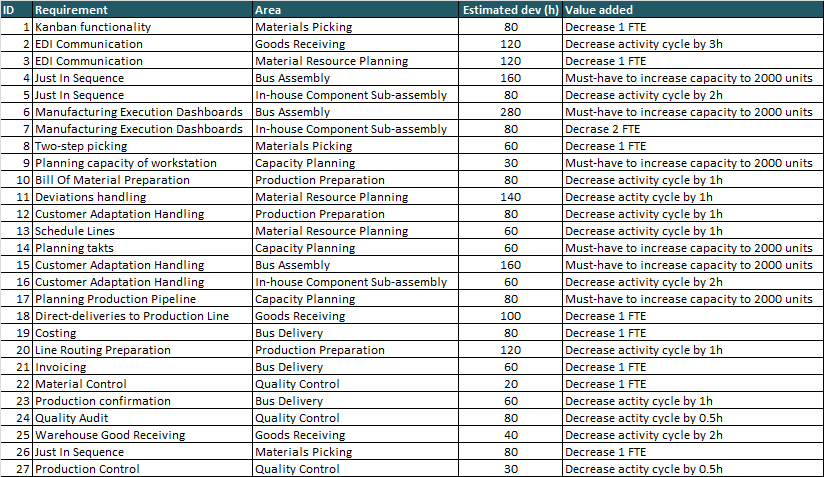 ID Requirement Area Estimated dev (h) Value added
1 Kanban functionality Materials Picking 80 Decrease 1 FTE
2 EDI Communication Goods Receiving 120 Decrease activity cycle by 3h
3 EDI Communication Material Resource Planning 120 Decrease 1 FTE
4 Just In Sequence Bus Assembly 160 Must-have to increase capacity to 2000 units
5 Just In Sequence In-house Component Sub-assembly 80 Decrease activity cycle by 2h
6 Manufacturing Execution Dashboards Bus Assembly 280 Must-have to increase capacity to 2000 units
7 Manufacturing Execution Dashboards In-house Component Sub-assembly 80 Decrase 2 FTE
8 Two-step picking Materials Picking 60 Decrease 1 FTE
9 Planning capacity of workstation Capacity Planning 30 Must-have to increase capacity to 2000 units
10 Bill Of Material Preparation Production Preparation 80 Decrease activity cycle by 1h
11 Deviations handling Material Resource Planning 140 Decrease actity cycle by 1h
12 Customer Adaptation Handling Production Preparation 80 Decrease activity cycle by 1h
13 Schedule Lines Material Resource Planning 60 Decrease activity cycle by 1h
14 Planning takts Capacity Planning 60 Must-have to increase capacity to 2000 units
15 Customer Adaptation Handling Bus Assembly 160 Must-have to increase capacity to 2000 units
16 Customer Adaptation Handling In-house Component Sub-assembly 60 Decrease activity cycle by 2h
17 Planning Production Pipeline Capacity Planning 80 Must-have to increase capacity to 2000 units
18 Direct-deliveries to Production Line Goods Receiving 100 Decrease 1 FTE
19 Costing Bus Delivery 80 Decrease 1 FTE
20 Line Routing Preparation Production Preparation 120 Decrease activity cycle by 1h
21 Invoicing Bus Delivery 60 Decrease 1 FTE
22 Material Control Quality Control 20 Decrease 1 FTE
23 Production confirmation Bus Delivery 60 Decrease actity cycle by 1h
24 Quality Audit Quality Control 80 Decrease activity cycle by 0.5h
25 Warehouse Good Receiving Goods Receiving 40 Decrease activity cycle by 2h
26 Just In Sequence Materials Picking 80 Decrease 1 FTE
27 Production Control Quality Control 30 Decrease actity cycle by 0.5h